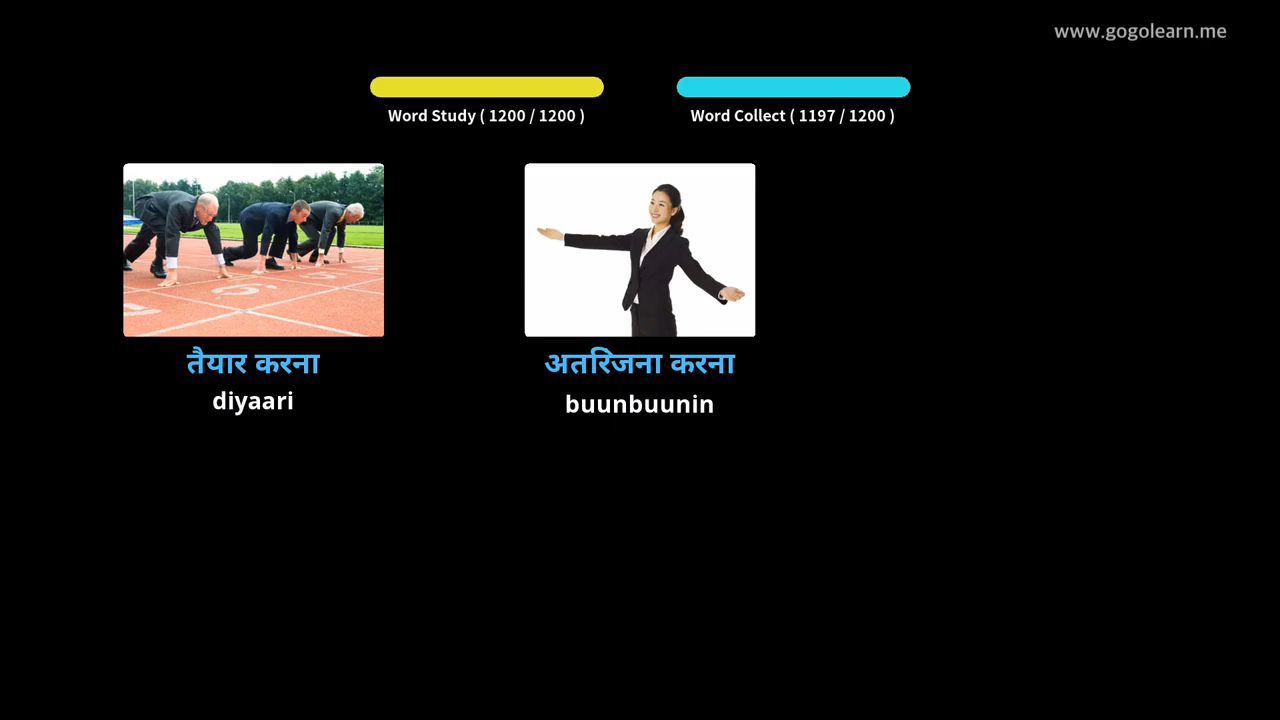 www.gogolearn.me
Word Study ( 1200 / 1200 )
Word Collect ( 1197 / 1200 )
तैयार करना
अतरिंजना करना
diyaari
buunbuunin